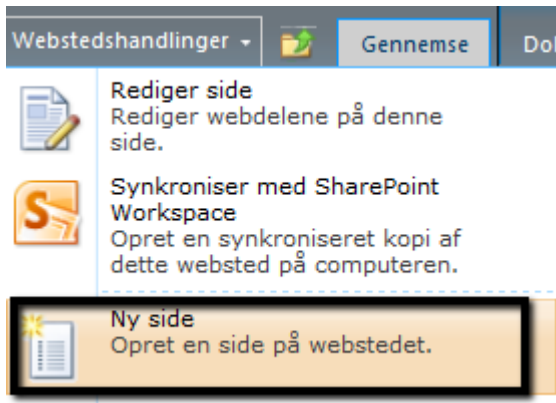 Webstedshandlinger Gennemse Dol
Rediger side
Rediger webdelene på denne
side.
Synkroniser med SharePoint
Workspace
Opret en synkroniseret kopi af
dette websted på computeren.
Ny side
Opret en side på webstedet.